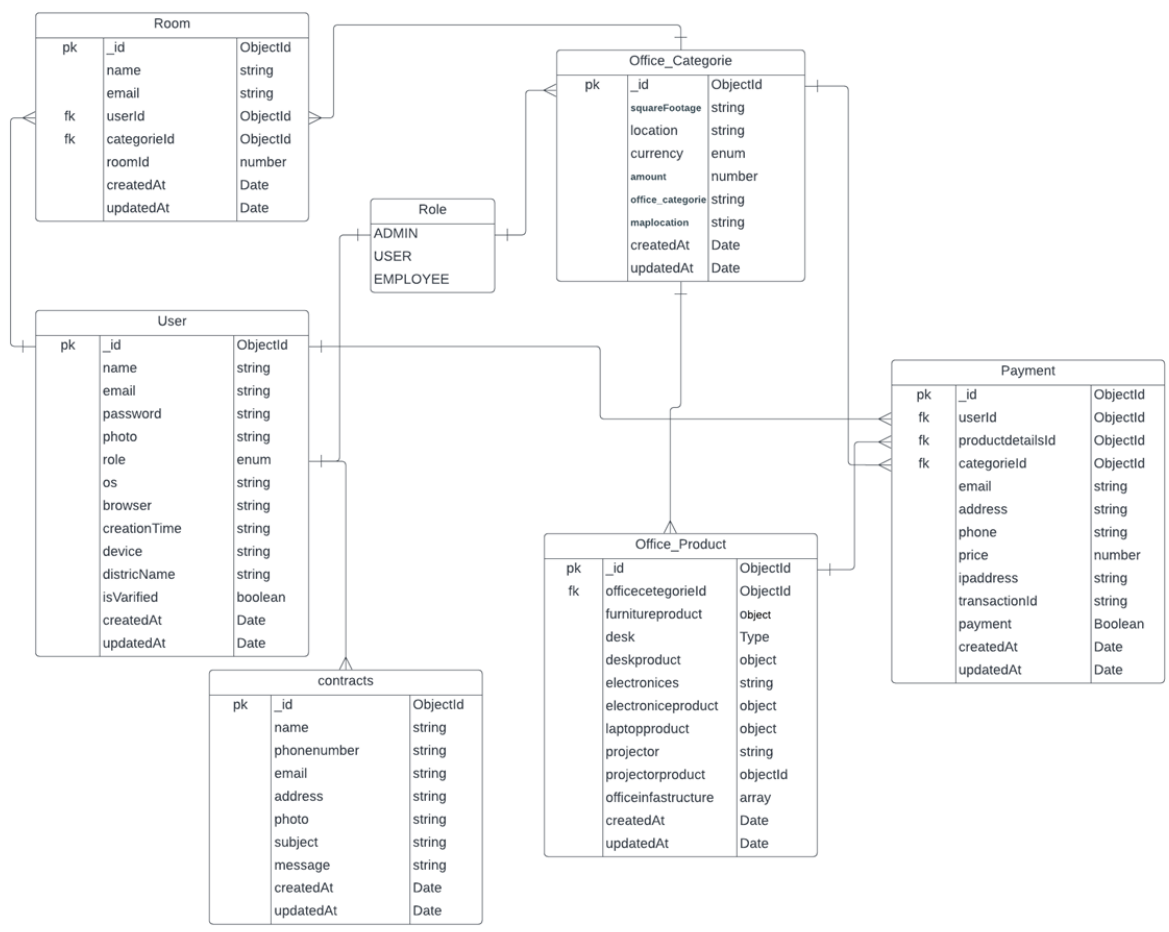 Room
pk _id ObjectId
name string
email string
fk userId ObjectId
fk categorieId ObjectId
roomId number
createdAt Date
updatedAt Date
Office_Categorie
pk _id ObjectId
squareFootage string
location string
currency enum
amount number
office_categorie string
maplocation string
createdAt Date
updatedAt Date
Role
ADMIN
USER
EMPLOYEE
User
pk _id ObjectId
name string
email string
password string
photo string
role enum
os string
browser string
creationTime string
device string
districName string
isVarified boolean
createdAt Date
updatedAt Date
Payment
pk _id ObjectId
fk userId ObjectId
fk productdetailsId ObjectId
fk categorieId ObjectId
email string
address string
phone string
price number
ipaddress string
transactionId string
payment Boolean
createdAt Date
updatedAt Date
Office_Product
pk _id ObjectId
fk officecetegorieId ObjectId
furnitureproduct Object
desk Type
deskproduct object
electronices string
electroniceproduct object
laptopproduct object
projector string
projectorproduct objectId
officeinfastructure array
createdAt Date
updatedAt Date
contracts
pk _id ObjectId
name string
phonenumber string
email string
address string
photo string
subject string
message string
createdAt Date
updatedAt Date